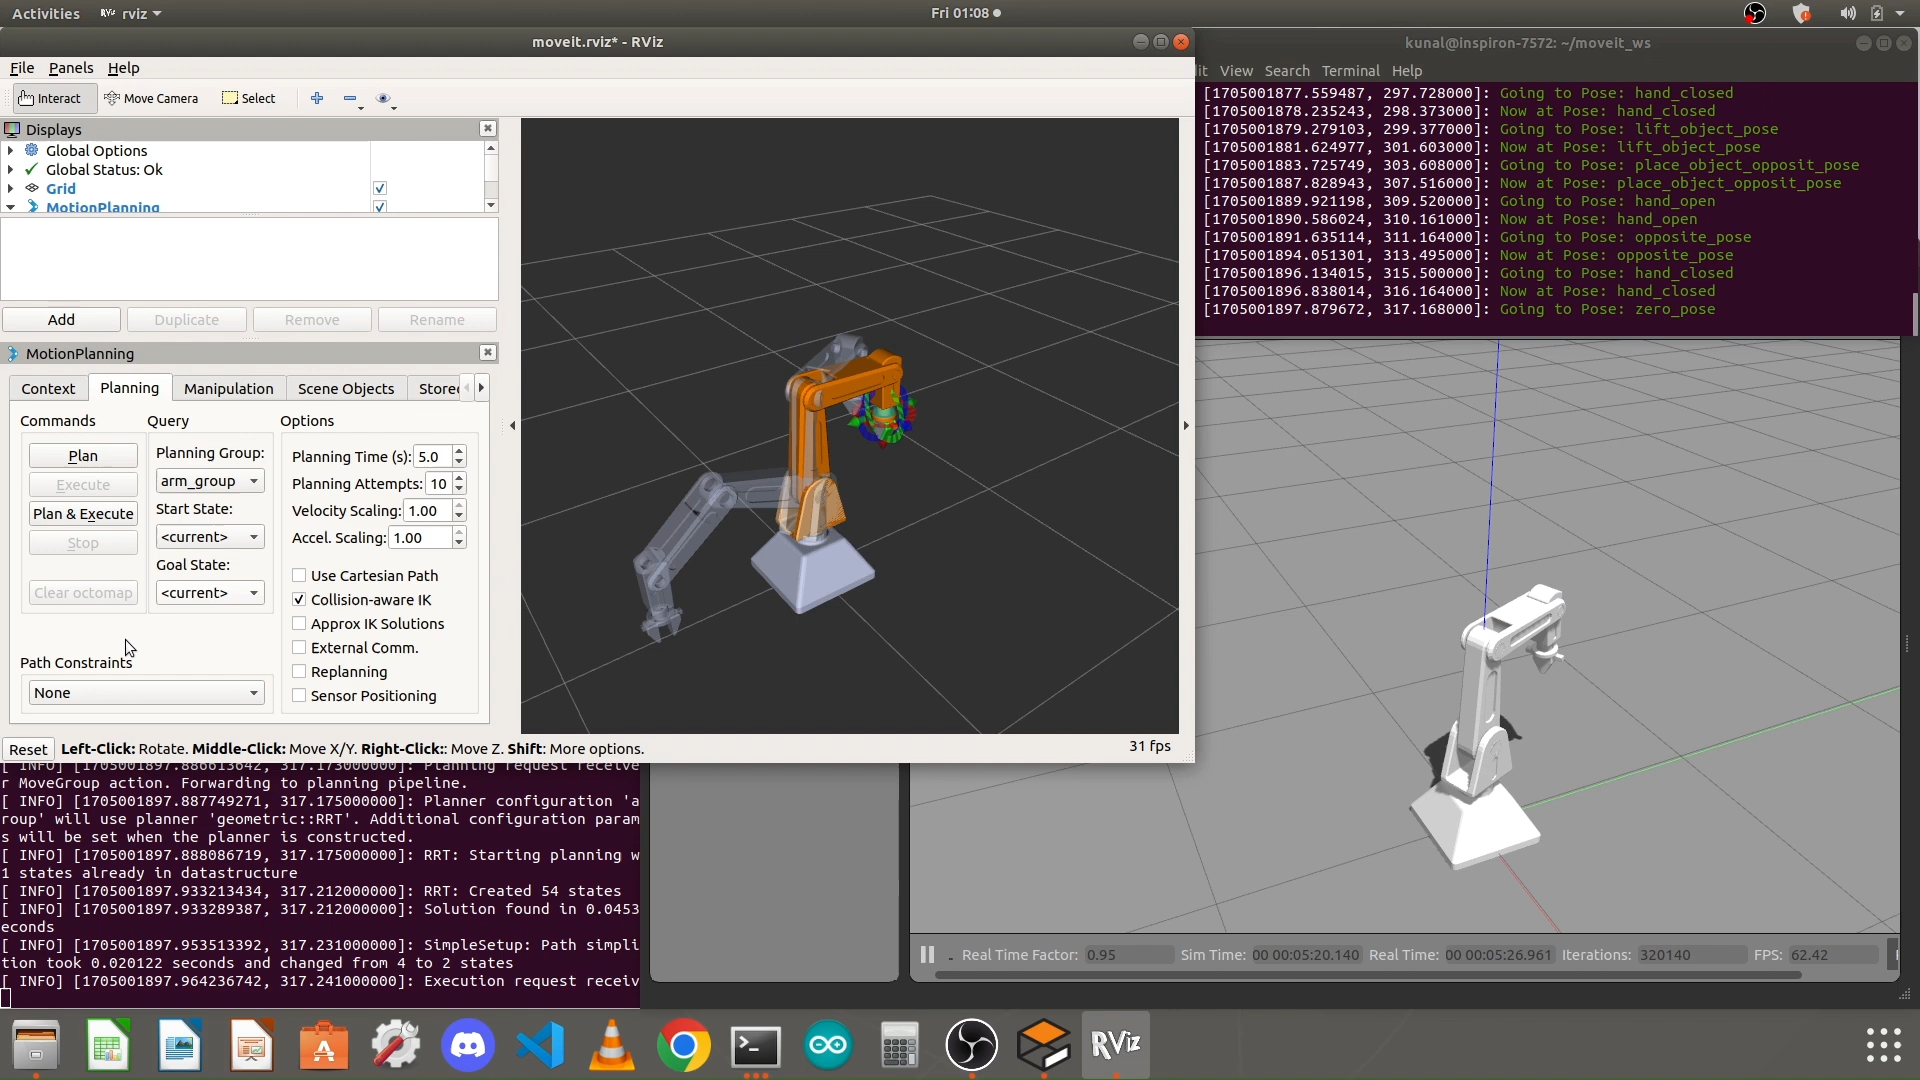 Activities
rviz
Fri 01:08
moveit.rviz* - RViz
File Panels Help
Interact
Move Camera
Select
Displays
Global Options
Global Status: Ok
Grid
MotionPlanning
Add
Duplicate
Remove
Rename
MotionPlanning
Context
Planning
Manipulation
Scene Objects
Commands
Query
Options
Plan
Execute
Plan & Execute
Stop
Clear octomap
Planning Group:
arm_group
Start State:
<current>
Goal State:
<current>
Planning Time (s): 5.0
Planning Attempts: 10
Velocity Scaling: 1.00
Accel. Scaling: 1.00
Use Cartesian Path
Collision-aware IK
Approx IK Solutions
External Comm.
Replanning
Sensor Positioning
Path Constraints
None
Reset Left-Click: Rotate. Middle-Click: Move X/Y. Right-Click:: Move Z. Shift: More options.
31 fps
kunal@inspiron-7572: ~/moveit_ws
it View Search Terminal Help
[1705001877.559487, 297.728000]: Going to Pose: hand_closed
[1705001878.235243, 298.373000]: Now at Pose: hand_closed
[1705001879.279103, 299.377000]: Going to Pose: lift_object_pose
[1705001881.624977, 301.603000]: Now at Pose: lift_object_pose
[1705001883.725749, 303.608000]: Going to Pose: place_object_opposit_pose
[1705001887.828943, 307.516000]: Now at Pose: place_object_opposit_pose
[1705001889.921198, 309.520000]: Going to Pose: hand_open
[1705001890.586024, 310.161000]: Now at Pose: hand_open
[1705001891.635114, 311.164000]: Going to Pose: opposite_pose
[1705001894.051301, 313.495000]: Now at Pose: opposite_pose
[1705001896.134015, 315.500000]: Going to Pose: hand_closed
[1705001896.838014, 316.164000]: Now at Pose: hand_closed
[1705001897.879672, 317.168000]: Going to Pose: zero_pose
[ INFO] [1705001897.886613642, 317.173000000]: Planning request receive
r MoveGroup action. Forwarding to planning pipeline.
[ INFO] [1705001897.887749271, 317.175000000]: Planner configuration 'a
roup' will use planner 'geometric::RRT'. Additional configuration param
s will be set when the planner is constructed.
[ INFO] [1705001897.888086719, 317.175000000]: RRT: Starting planning w
1 states already in datastructure
[ INFO] [1705001897.933213434, 317.212000000]: RRT: Created 54 states
[ INFO] [1705001897.933289387, 317.212000000]: Solution found in 0.0453
econds
[ INFO] [1705001897.953513392, 317.231000000]: SimpleSetup: Path simpli
tion took 0.020122 seconds and changed from 4 to 2 states
[ INFO] [1705001897.964236742, 317.241000000]: Execution request receiv
Real Time Factor: 0.95 Sim Time: 00 00:05:20.140 Real Time: 00 00:05:26.961 Iterations: 320140 FPS: 62.42
RViz